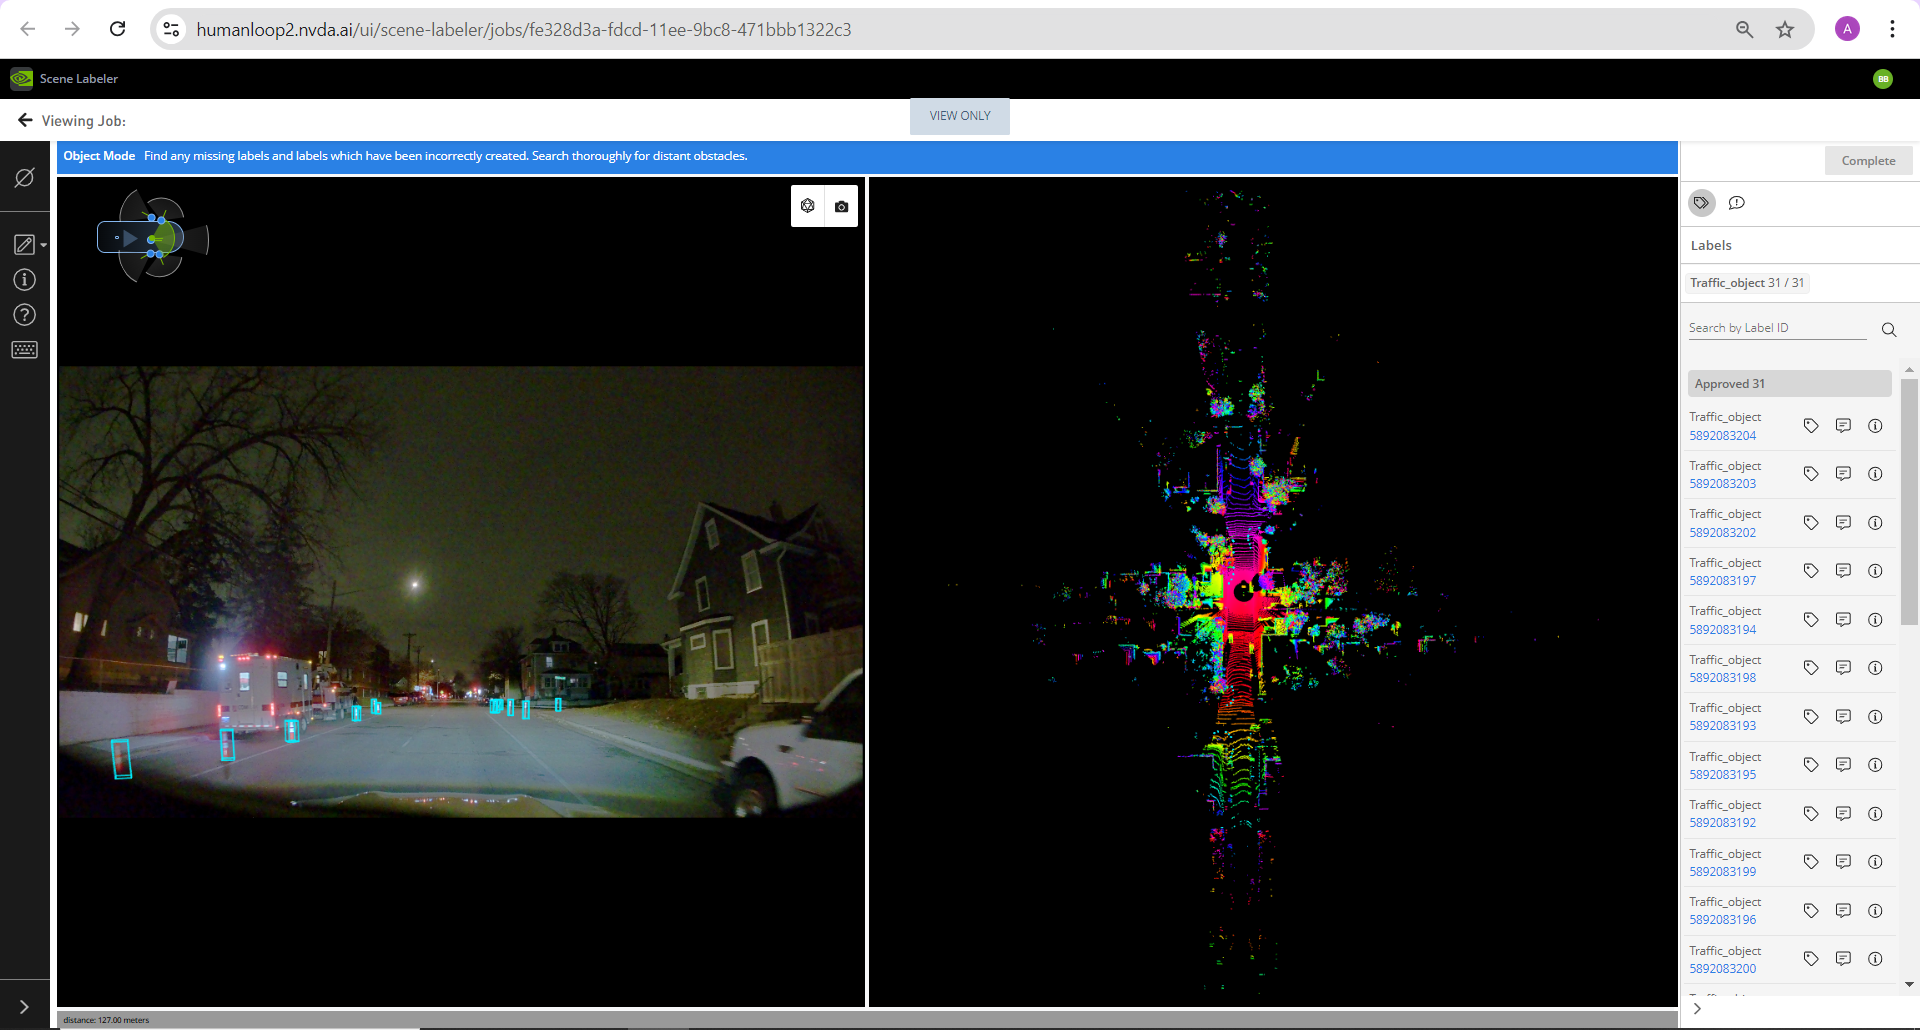 humanloop2.nvda.ai/ui/scene-labeler/jobs/fe328d3a-fdcd-11ee-9bc8-471bbb1322c3
A
Scene Labeler
BB
Viewing Job:
VIEW ONLY
Object Mode Find any missing labels and labels which have been incorrectly created. Search thoroughly for distant obstacles.
Complete
Labels
Traffic_object 31 / 31
Search by Label ID
Approved 31
Traffic_object
5892083204
Traffic_object
5892083203
Traffic_object
5892083202
Traffic_object
5892083197
Traffic_object
5892083194
Traffic_object
5892083198
Traffic_object
5892083193
Traffic_object
5892083195
Traffic_object
5892083192
Traffic_object
5892083199
Traffic_object
5892083196
Traffic_object
5892083200
distance: 127.00 meters